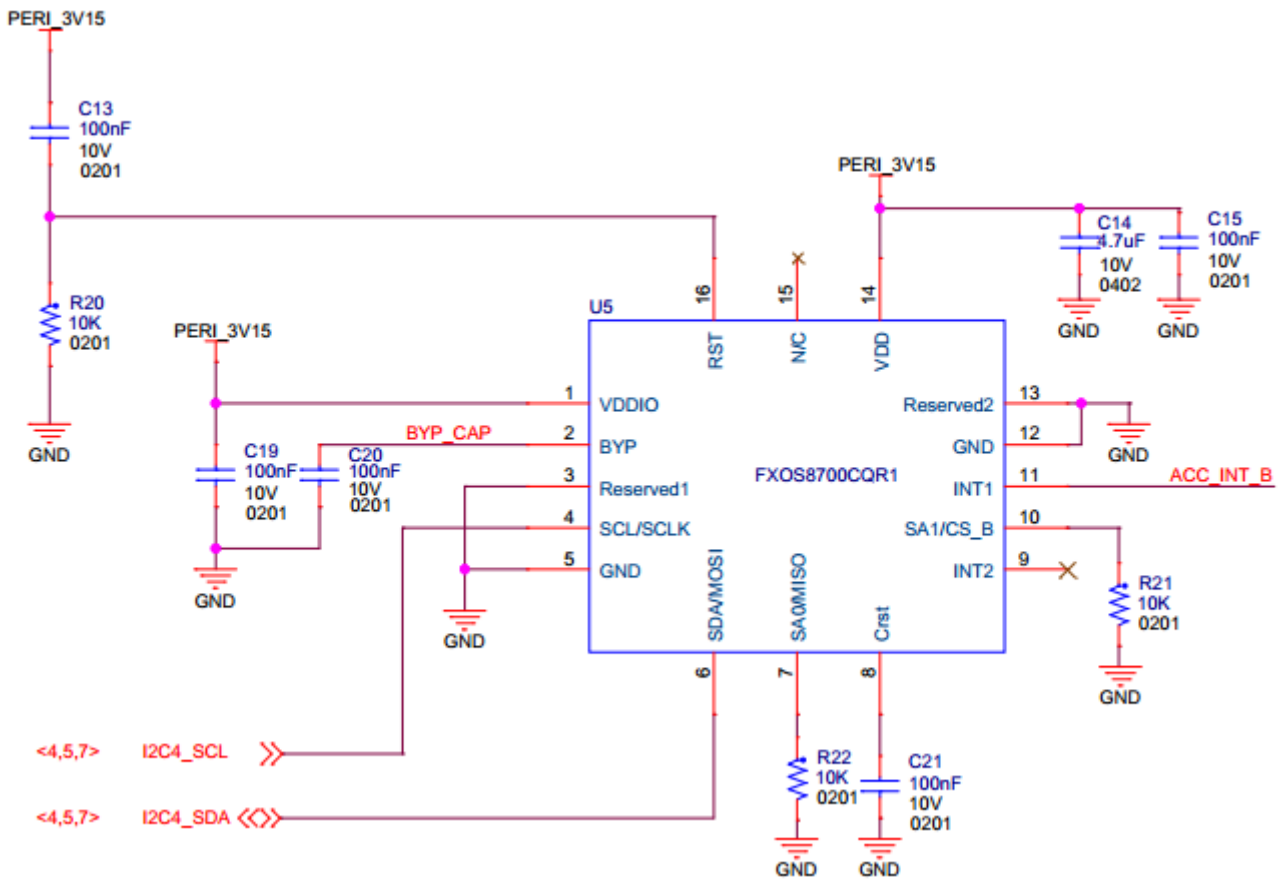 PERI_3V15
C13
100nF
10V
0201
PERI_3V15
C14
4.7uF
10V
0402
C15
100nF
10V
0201
GND
GND
R20
10K
0201
GND
PERI_3V15
U5
16
15
14
RST
N/C
VDD
1
VDDIO
BYP_CAP
2
BYP
3
Reserved1
4
SCL/SCLK
5
GND
FXOS8700CQR1
Reserved2
13
GND
12
INT1
11
ACC_INT_B
SA1/CS_B
10
INT2
9
GND
C19
100nF
10V
0201
C20
100nF
10V
0201
GND
GND
SDA/MOSI
SA0/MISO
Crst
6
7
8
R21
10K
0201
GND
<4,5,7> I2C4_SCL
<4,5,7> I2C4_SDA
R22
10K
0201
GND
C21
100nF
10V
0201
GND